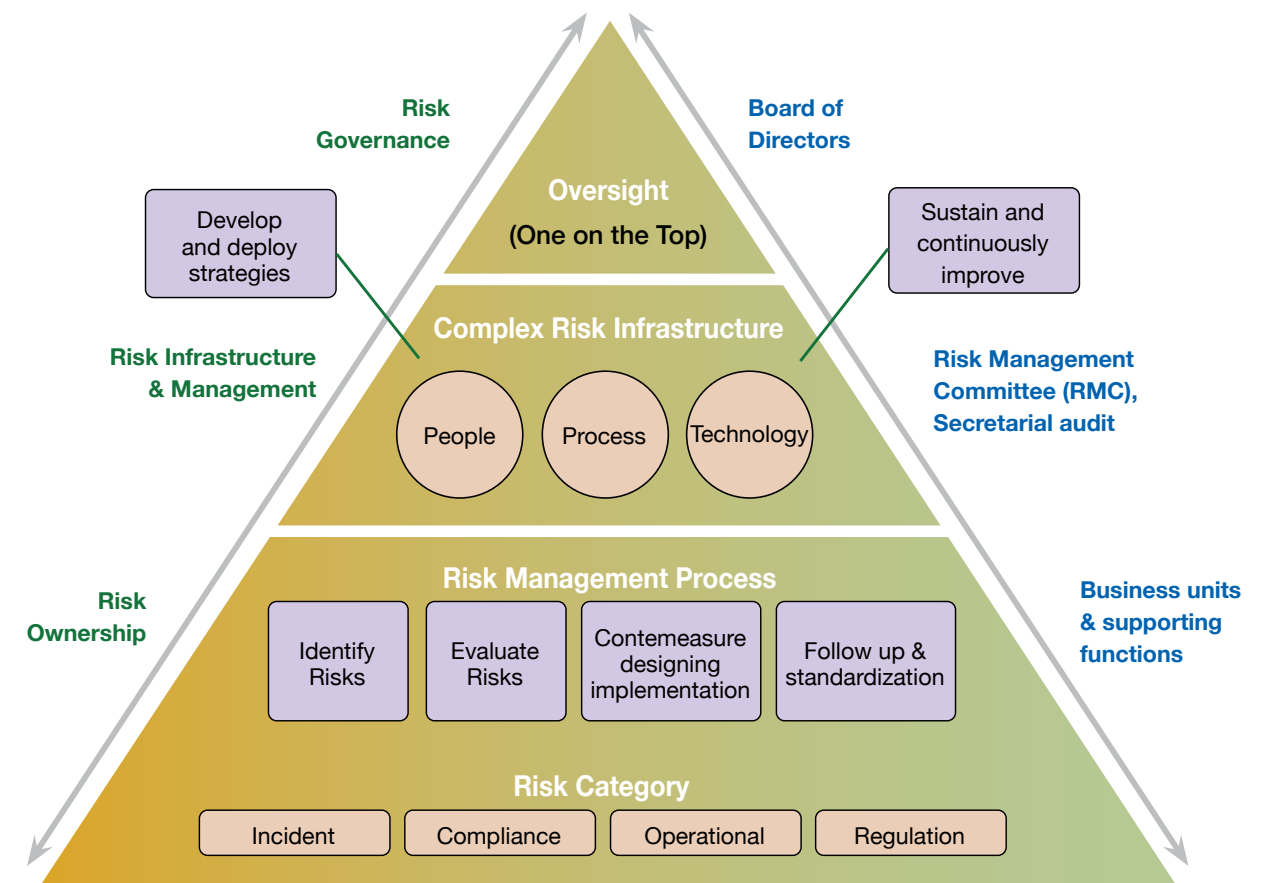 Risk
Governance
Board of
Directors
Oversight
(One on the Top)
Develop
and deploy
strategies
Sustain and
continuously
improve
Complex Risk Infrastructure
Risk Infrastructure
& Management
Risk Management
Committee (RMC),
Secretarial audit
People
Process
Technology
Risk Management Process
Risk
Ownership
Business units
& supporting
functions
Identify
Risks
Evaluate
Risks
Contemeasure
designing
implementation
Follow up &
standardization
Risk Category
Incident
Compliance
Operational
Regulation